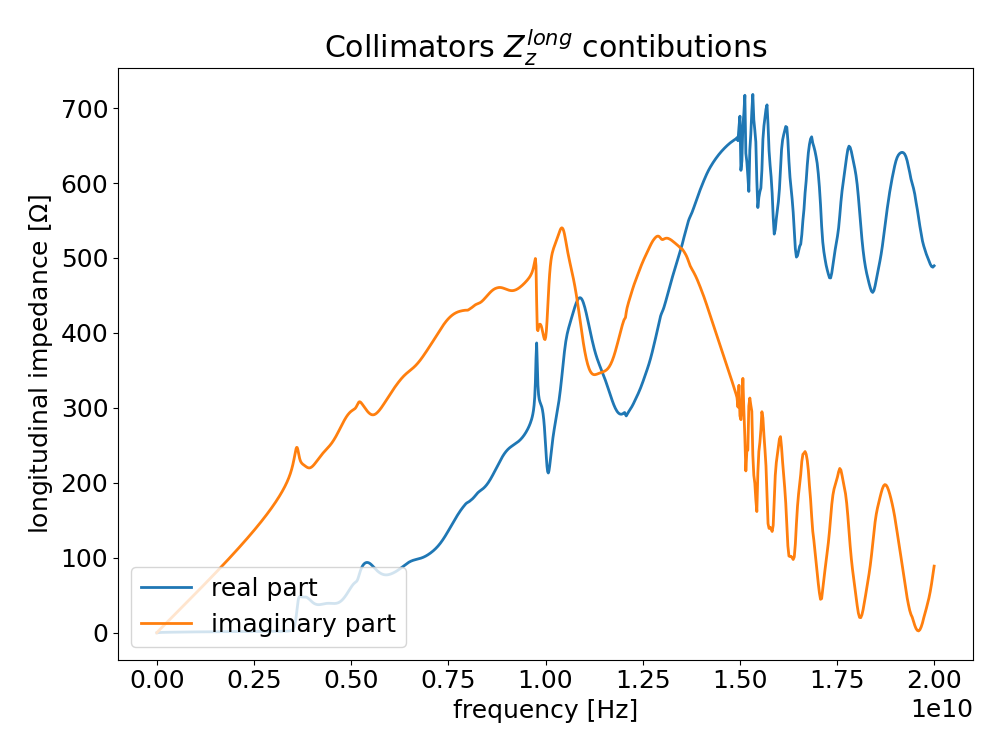 Collimators $Z_z^{long}$ contibutions
longitudinal impedance [Ω]
700
600
500
400
300
200
100
0
real part
imaginary part
0.00 0.25 0.50 0.75 1.00 1.25 1.50 1.75 2.00
1e10
frequency [Hz]